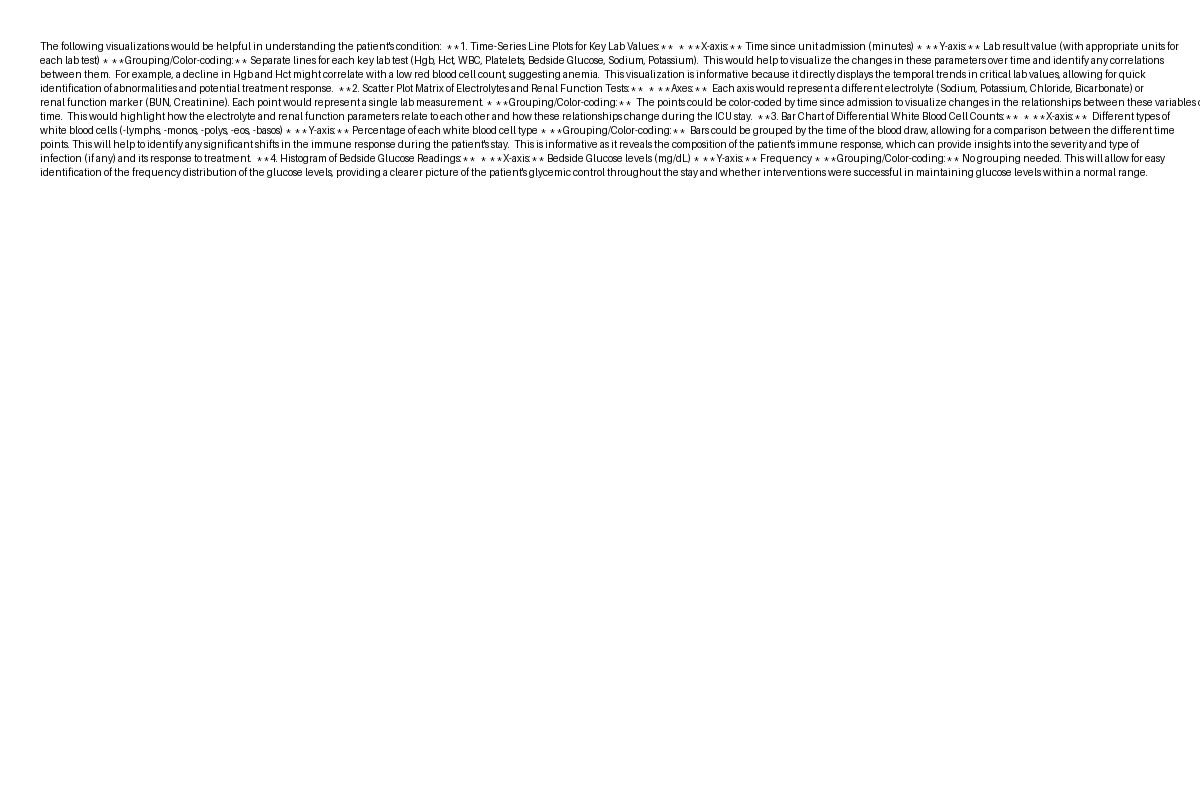 The following visualizations would be helpful in understanding the patient's condition:  **1. Time-Series Line Plots for Key Lab Values:**  * **X-axis:** Time since unit admission (minutes) * **Y-axis:** Lab result value (with appropriate units for
each lab test) * **Grouping/Color-coding:** Separate lines for each key lab test (Hgb, Hct, WBC, Platelets, Bedside Glucose, Sodium, Potassium).  This would help to visualize the changes in these parameters over time and identify any correlations
between them.  For example, a decline in Hgb and Hct might correlate with a low red blood cell count, suggesting anemia.  This visualization is informative because it directly displays the temporal trends in critical lab values, allowing for quick
identification of abnormalities and potential treatment response.  **2. Scatter Plot Matrix of Electrolytes and Renal Function Tests:**  * **Axes:**  Each axis would represent a different electrolyte (Sodium, Potassium, Chloride, Bicarbonate) or
renal function marker (BUN, Creatinine). Each point would represent a single lab measurement. * **Grouping/Color-coding:**  The points could be color-coded by time since admission to visualize changes in the relationships between these variables
time.  This would highlight how the electrolyte and renal function parameters relate to each other and how these relationships change during the ICU stay.  **3. Bar Chart of Differential White Blood Cell Counts:**  * **X-axis:**  Different types of
white blood cells (-lymphs, -monos, -polys, -eos, -basos) * **Y-axis:** Percentage of each white blood cell type * **Grouping/Color-coding:**  Bars could be grouped by the time of the blood draw, allowing for a comparison between the different time
points. This will help to identify any significant shifts in the immune response during the patient's stay.  This is informative as it reveals the composition of the patient's immune response, which can provide insights into the severity and type of
infection (if any) and its response to treatment.  **4. Histogram of Bedside Glucose Readings:**  * **X-axis:** Bedside Glucose levels (mg/dL) * **Y-axis:** Frequency * **Grouping/Color-coding:** No grouping needed. This will allow for easy
identification of the frequency distribution of the glucose levels, providing a clearer picture of the patient's glycemic control throughout the stay and whether interventions were successful in maintaining glucose levels within a normal range.